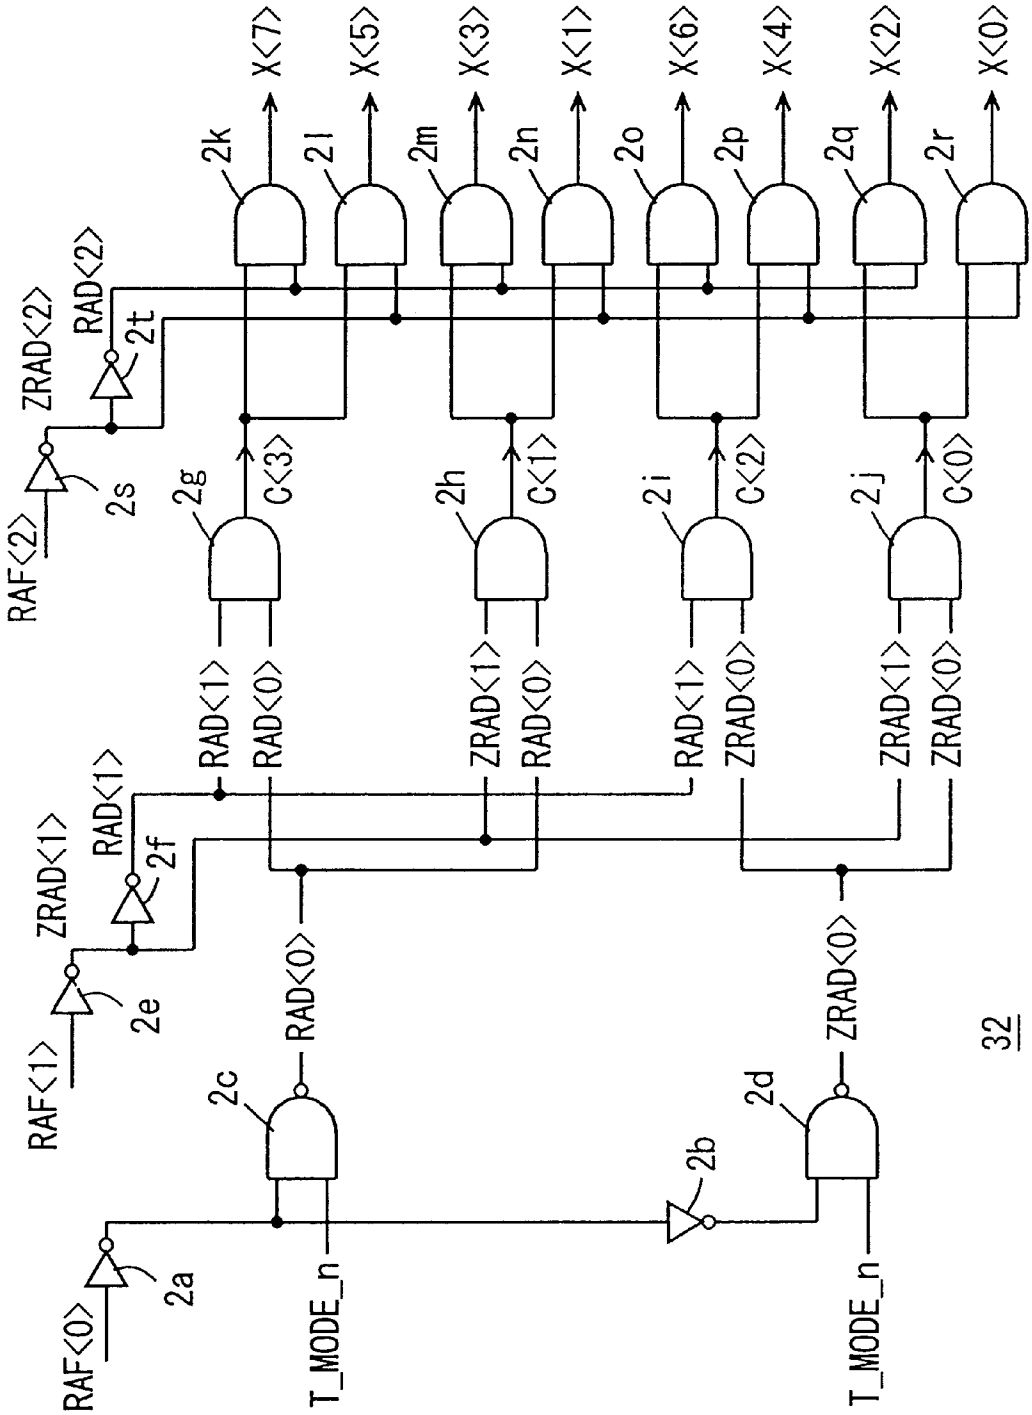 RAF<0>
2a
T_MODE_n
2b
T_MODE_n
2c
2d
RAD<0>
ZRAD<0>
RAF<1>
2e
ZRAD<1>
2f
RAD<1>
RAD<1>
RAD<0>
ZRAD<1>
RAD<0>
RAD<1>
ZRAD<0>
ZRAD<1>
ZRAD<0>
2g
C<3>
2h
C<1>
2i
C<2>
2j
C<0>
RAF<2>
2s
ZRAD<2>
2t
RAD<2>
2k
2l
2m
2n
2o
2p
2q
2r
X<7>
X<5>
X<3>
X<1>
X<6>
X<4>
X<2>
X<0>
32